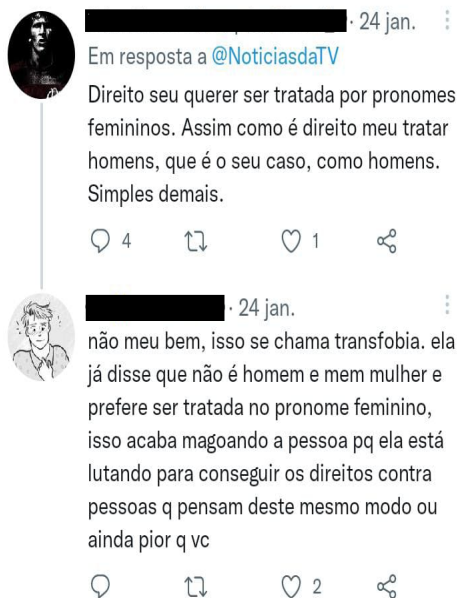 · 24 jan.
Em resposta a @NoticiasdaTV
Direito seu querer ser tratada por pronomes
femininos. Assim como é direito meu tratar
homens, que é o seu caso, como homens.
Simples demais.
4 1
· 24 jan.
não meu bem, isso se chama transfobia. ela
já disse que não é homem e mem mulher e
prefere ser tratada no pronome feminino,
isso acaba magoando a pessoa pq ela está
lutando para conseguir os direitos contra
pessoas q pensam deste mesmo modo ou
ainda pior q vc
2